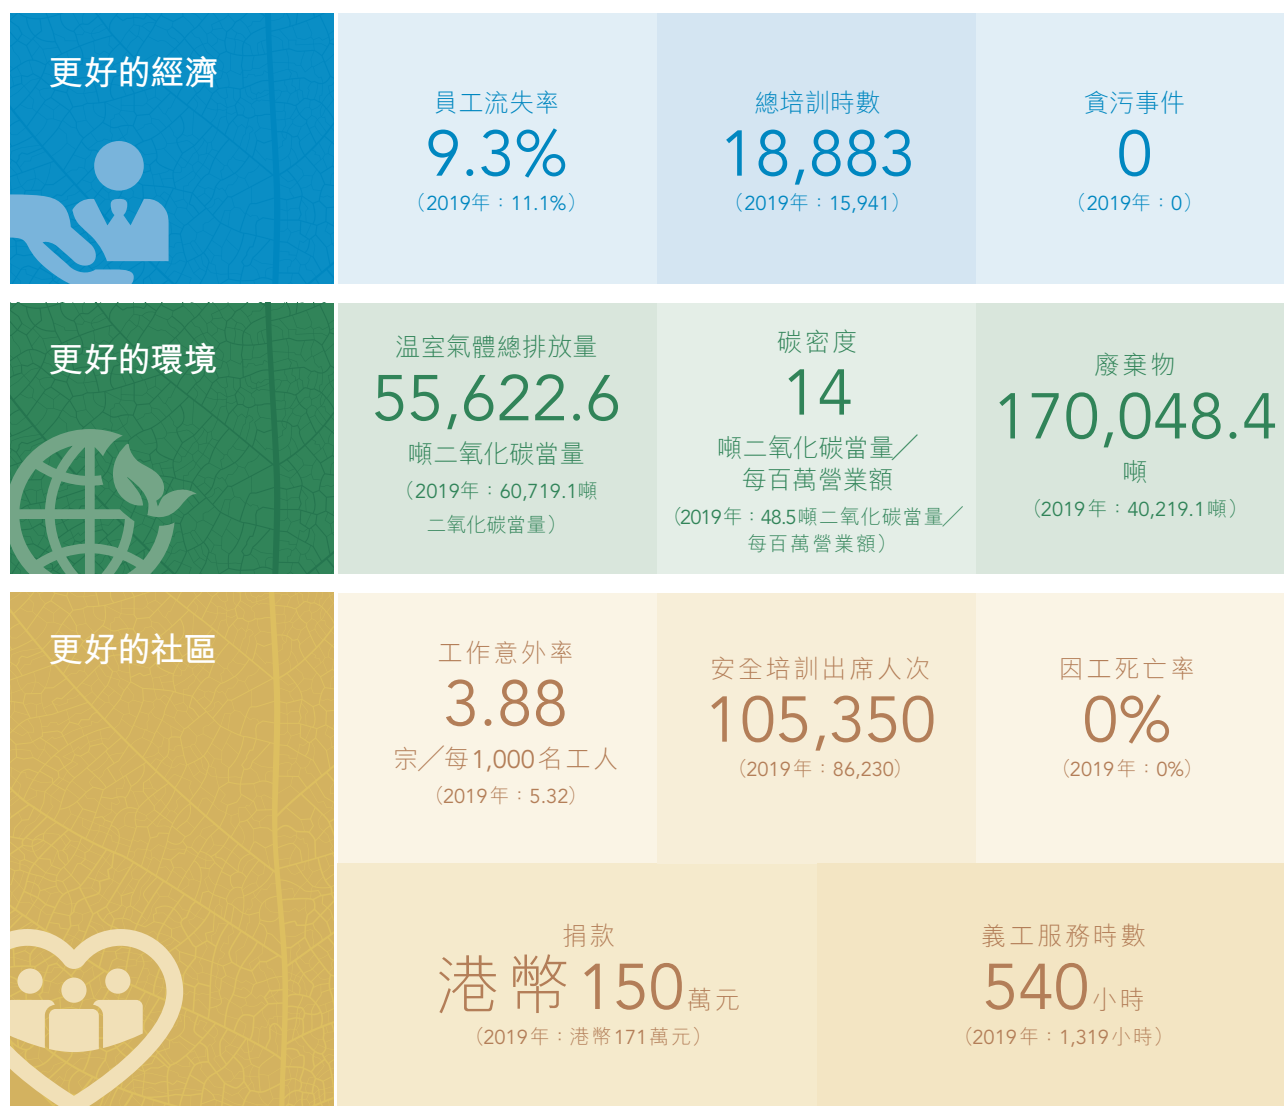 更好的經濟
員工流失率
9.3%
（2019年：11.1%）
總培訓時數
18,883
（2019年：15,941）
貪污事件
0
（2019年：0）
更好的環境
温室氣體總排放量
55,622.6
噸二氧化碳當量
（2019年：60,719.1噸
二氧化碳當量）
碳密度
14
噸二氧化碳當量／
每百萬營業額
（2019年：48.5噸二氧化碳當量／
每百萬營業額）
廢棄物
170,048.4
噸
（2019年：40,219.1噸）
更好的社區
工作意外率
3.88
宗／每1,000名工人
（2019年：5.32）
安全培訓出席人次
105,350
（2019年：86,230）
因工死亡率
0%
（2019年：0%）
捐款
港幣150萬元
（2019年：港幣171萬元）
義工服務時數
540小時
（2019年：1,319小時）